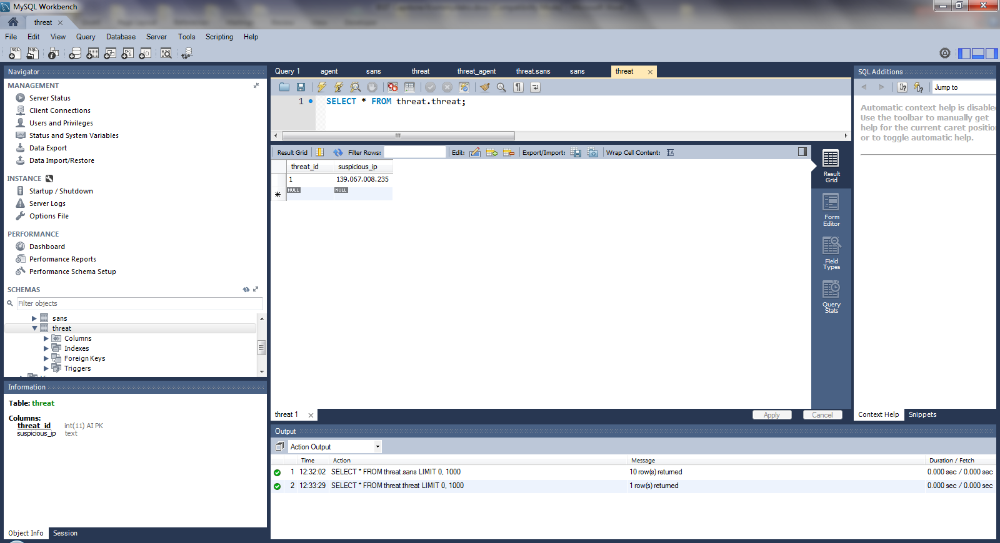 MySQL Workbench
threat
File Edit View Query Database Server Tools Scripting Help
Navigator
MANAGEMENT
Server Status
Client Connections
Users and Privileges
Status and System Variables
Data Export
Data Import/Restore
INSTANCE
Startup / Shutdown
Server Logs
Options File
PERFORMANCE
Dashboard
Performance Reports
Performance Schema Setup
SCHEMAS
Filter objects
sans
threat
Columns
Indexes
Foreign Keys
Triggers
Information
Table: threat
Columns:
threat_id int(11) AI PK
suspicious_ip text
Object Info Session
Query 1 agent sans threat threat_agent threat.sans sans threat
1 SELECT * FROM threat.threat;
Result Grid Filter Rows: Edit: Export/Import: Wrap Cell Content:
threat_id suspicious_ip
1 139.067.008.235
NULL NULL
Result
Grid
Form
Editor
Field
Types
Query
Stats
threat 1 Apply Cancel
SQL Additions
Jump to
Automatic context help is disable
Use the toolbar to manually get
help for the current caret position
or to toggle automatic help.
Context Help Snippets
Output
Action Output
Time Action Message Duration / Fetch
1 12:32:02 SELECT * FROM threat.sans LIMIT 0, 1000 10 row(s) returned 0.000 sec / 0.000 sec
2 12:33:29 SELECT * FROM threat.threat LIMIT 0, 1000 1 row(s) returned 0.000 sec / 0.000 sec